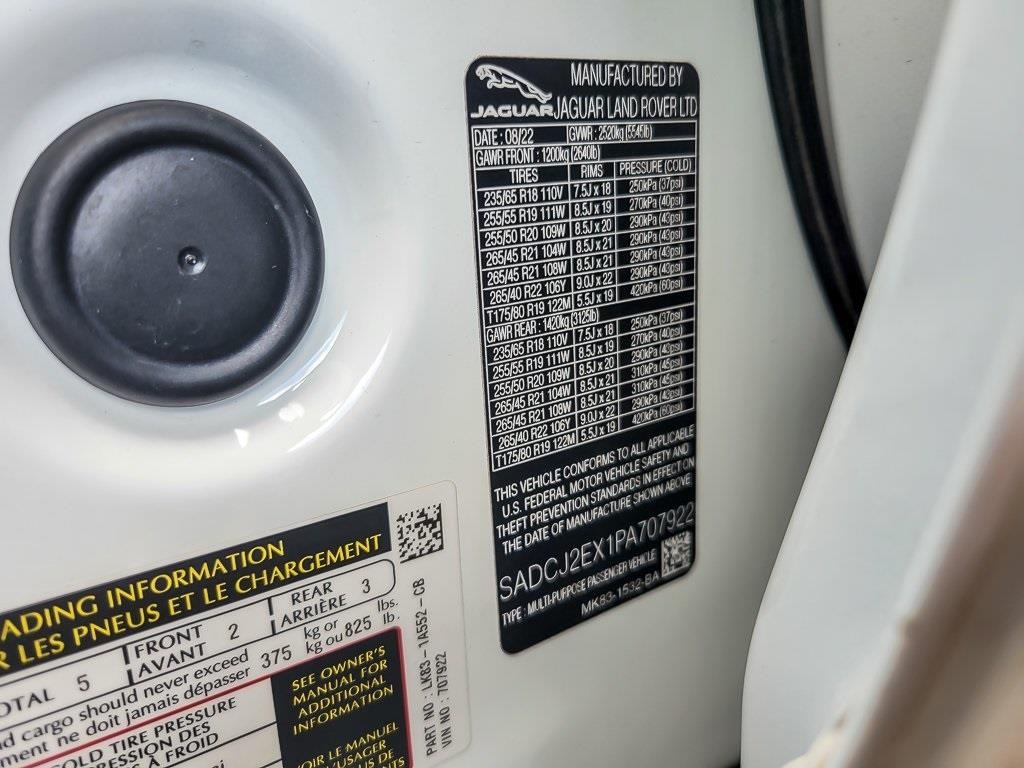 JAGUAR
MANUFACTURED BY
JAGUAR LAND ROVER LTD
DATE : 08/22 GVWR : 2520kg (5545lb)
GAWR FRONT : 1200kg (2640lb)
TIRES RIMS PRESSURE (COLD)
235/65 R18 110V 7.5J x 18 250kPa (37psi)
255/55 R19 111W 8.5J x 19 270kPa (40psi)
255/50 R20 109W 8.5J x 20 290kPa (43psi)
265/45 R21 104W 8.5J x 21 290kPa (43psi)
265/45 R21 108W 8.5J x 21 290kPa (43psi)
265/40 R22 106Y 9.0J x 22 290kPa (43psi)
T175/80 R19 122M 5.5J x 19 420kPa (60psi)
GAWR REAR : 1420kg (3125lb)
235/65 R18 110V 7.5J x 18 250kPa (37psi)
255/55 R19 111W 8.5J x 19 270kPa (40psi)
255/50 R20 109W 8.5J x 20 290kPa (43psi)
265/45 R21 104W 8.5J x 21 310kPa
265/45 R21 108W 8.5J x 21 310kPa
265/40 R22 106Y 9.0J x 22 290kPa (43psi)
T175/80 R19 122M 5.5J x 19 420kPa (60psi)
THIS VEHICLE CONFORMS TO ALL APPLICABLE
U.S. FEDERAL MOTOR VEHICLE SAFETY AND
THEFT PREVENTION STANDARDS IN EFFECT ON
THE DATE OF MANUFACTURE SHOWN ABOVE
SADCJ2EX1PA707922
TYPE : MULTI-PURPOSE PASSENGER VEHICLE
MK83-1532-BA
ADING INFORMATION
R LES PNEUS ET LE CHARGEMENT
OTAL 5 FRONT AVANT 2 REAR ARRIÈRE 3
nd cargo should never exceed 375 kg or 825 lbs.
ment ne doit jamais dépasser kg ou lb.
OLD TIRE PRESSURE
RESSION DES
À FROID
SEE OWNER'S
MANUAL FOR
ADDITIONAL
INFORMATION
OIR LE MANUEL
L'USAGER
US DE
PART NO : LK83 - 1A552 - CB
VIN NO : 707922